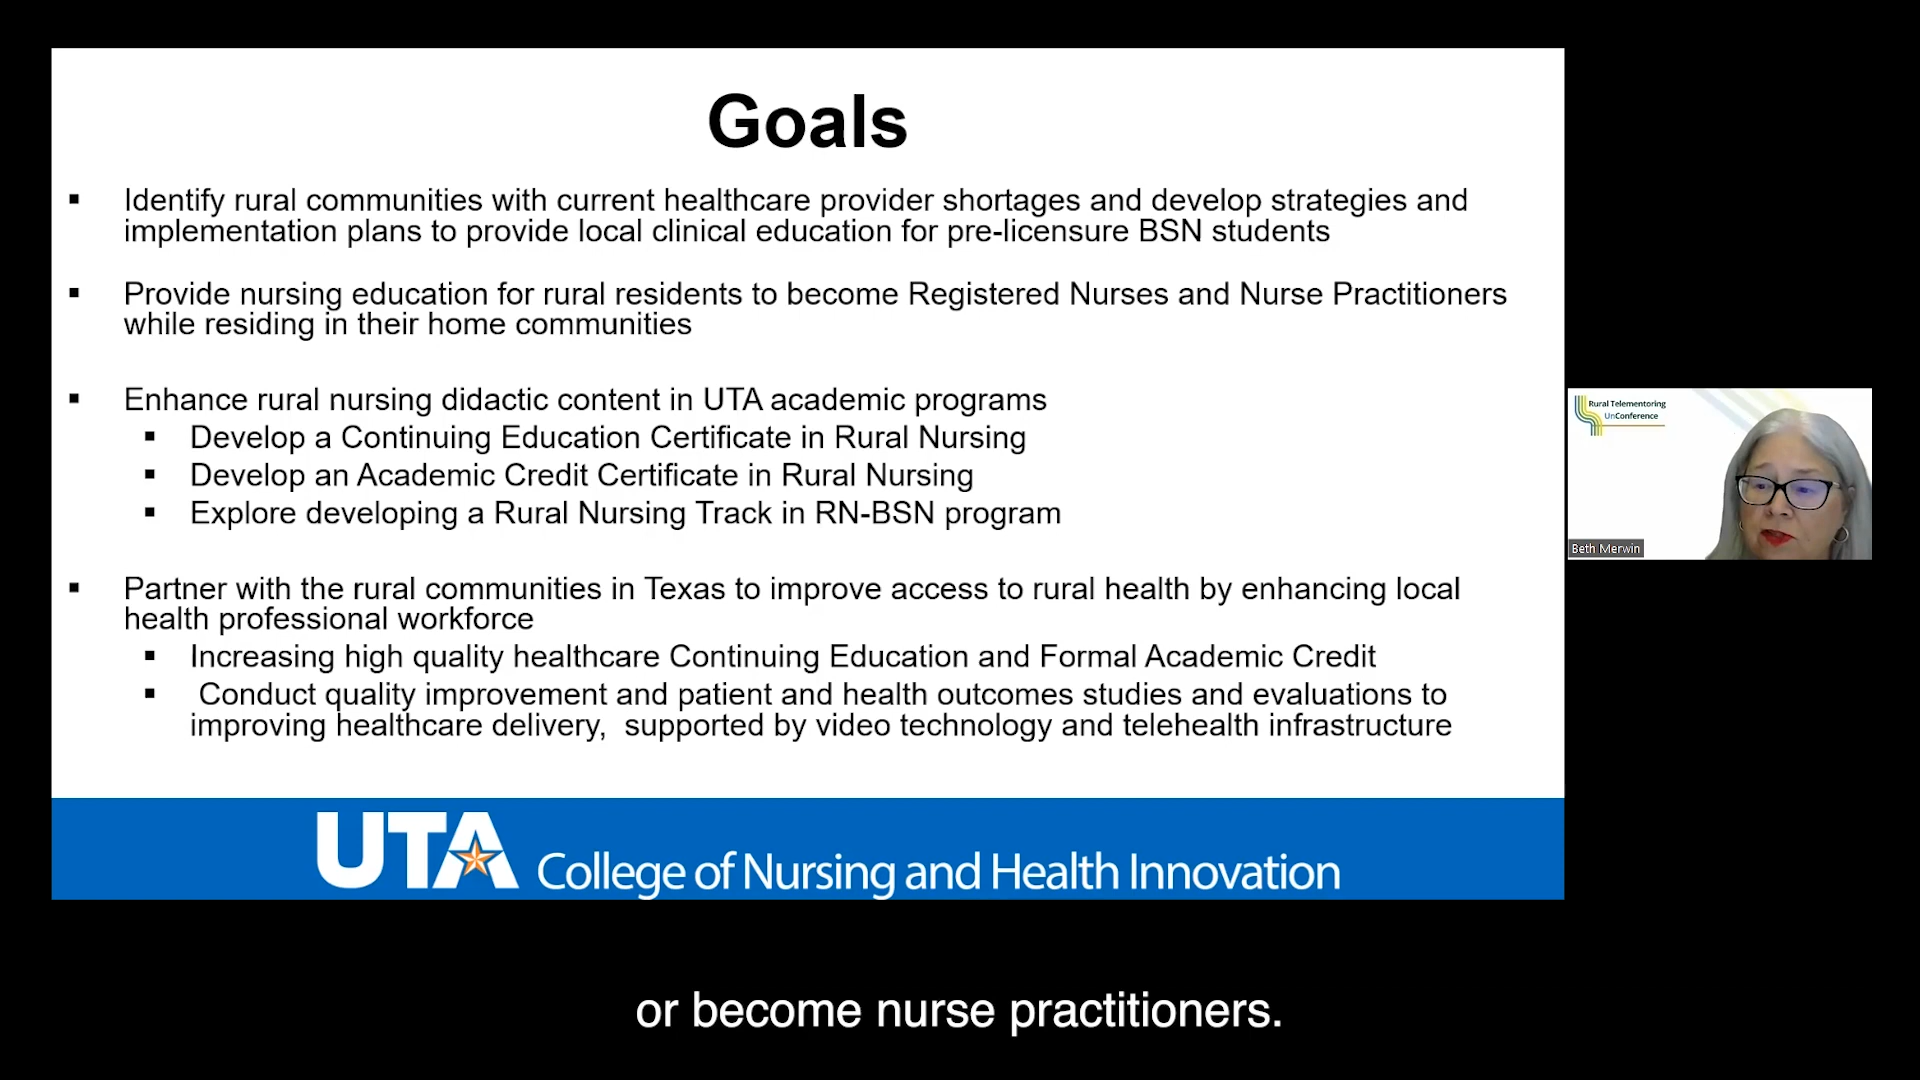 Goals
▪ Identify rural communities with current healthcare provider shortages and develop strategies and
implementation plans to provide local clinical education for pre-licensure BSN students
▪ Provide nursing education for rural residents to become Registered Nurses and Nurse Practitioners
while residing in their home communities
▪ Enhance rural nursing didactic content in UTA academic programs
▪ Develop a Continuing Education Certificate in Rural Nursing
▪ Develop an Academic Credit Certificate in Rural Nursing
▪ Explore developing a Rural Nursing Track in RN-BSN program
▪ Partner with the rural communities in Texas to improve access to rural health by enhancing local
health professional workforce
▪ Increasing high quality healthcare Continuing Education and Formal Academic Credit
▪ Conduct quality improvement and patient and health outcomes studies and evaluations to
improving healthcare delivery, supported by video technology and telehealth infrastructure
UTA College of Nursing and Health Innovation
Rural Telementoring
UnConference
Beth Merwin
or become nurse practitioners.